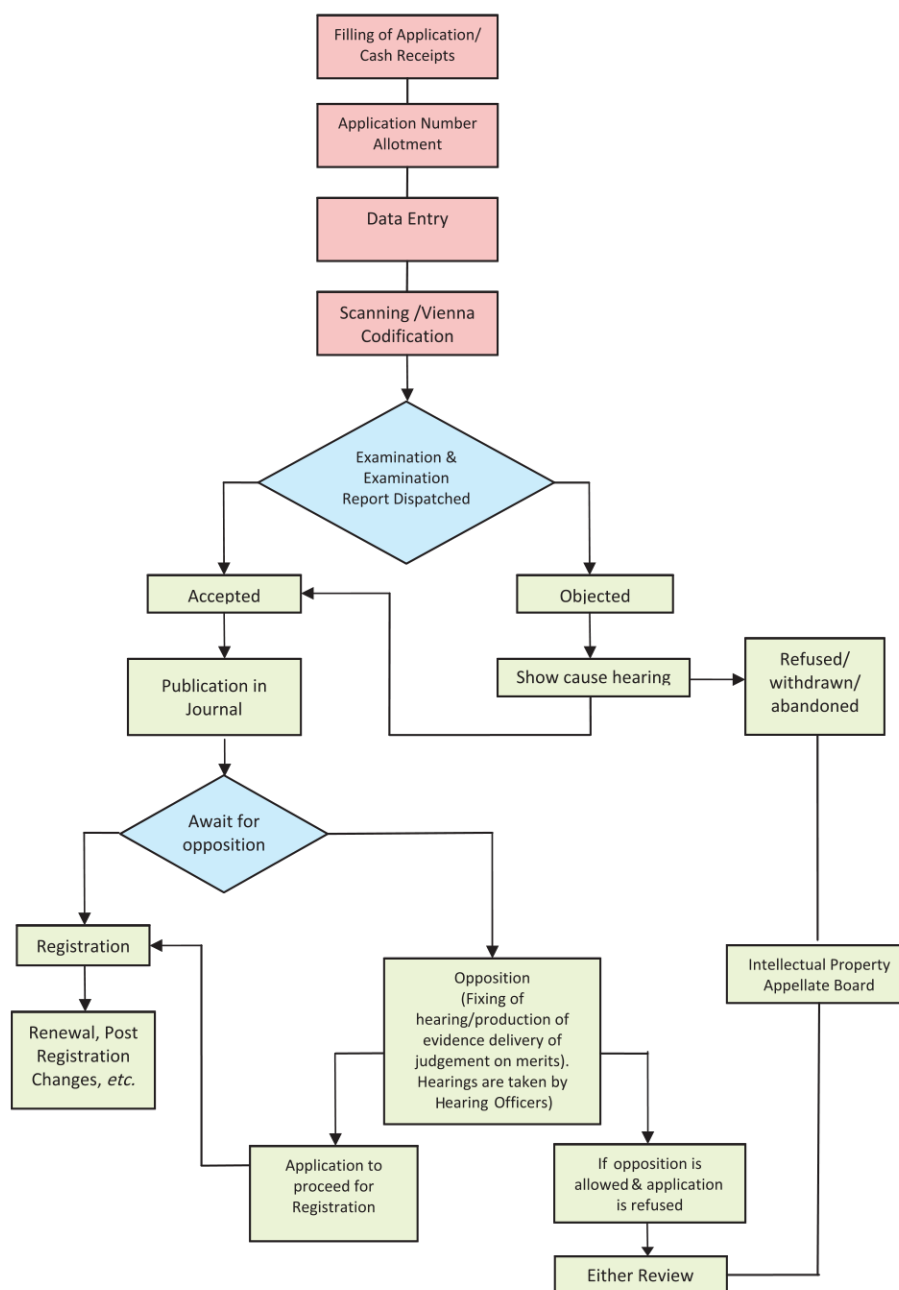 Filling of Application/
Cash Receipts
Application Number
Allotment
Data Entry
Scanning /Vienna
Codification
Examination &
Examination
Report Dispatched
Accepted
Objected
Publication in
Journal
Show cause hearing
Refused/
withdrawn/
abandoned
Await for
opposition
Registration
Opposition
(Fixing of
hearing/production of
evidence delivery of
judgement on merits).
Hearings are taken by
Hearing Officers)
Intellectual Property
Appellate Board
Renewal, Post
Registration
Changes, etc.
Application to
proceed for
Registration
If opposition is
allowed & application
is refused
Either Review